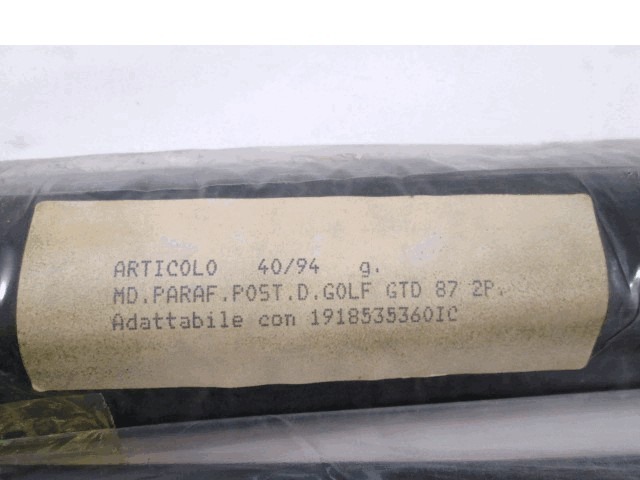 ARTICOLO 40/94 g.
MD.PARAF.POST.D.GOLF GTD 87 2P.
Adattabile con 1918535360IC